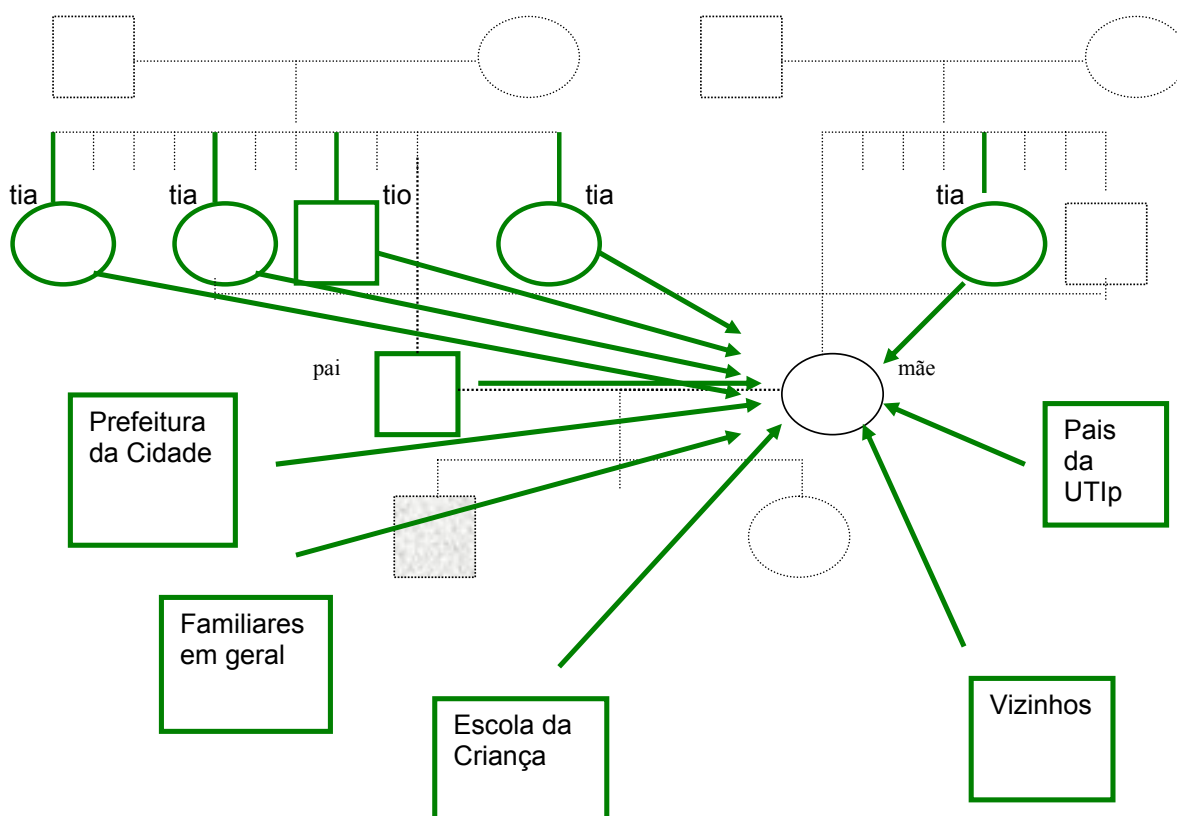 tia
tia
tio
tia
tia
pai
mãe
Prefeitura
da Cidade
Pais
da
UTIp
Familiares
em geral
Escola da
Criança
Vizinhos